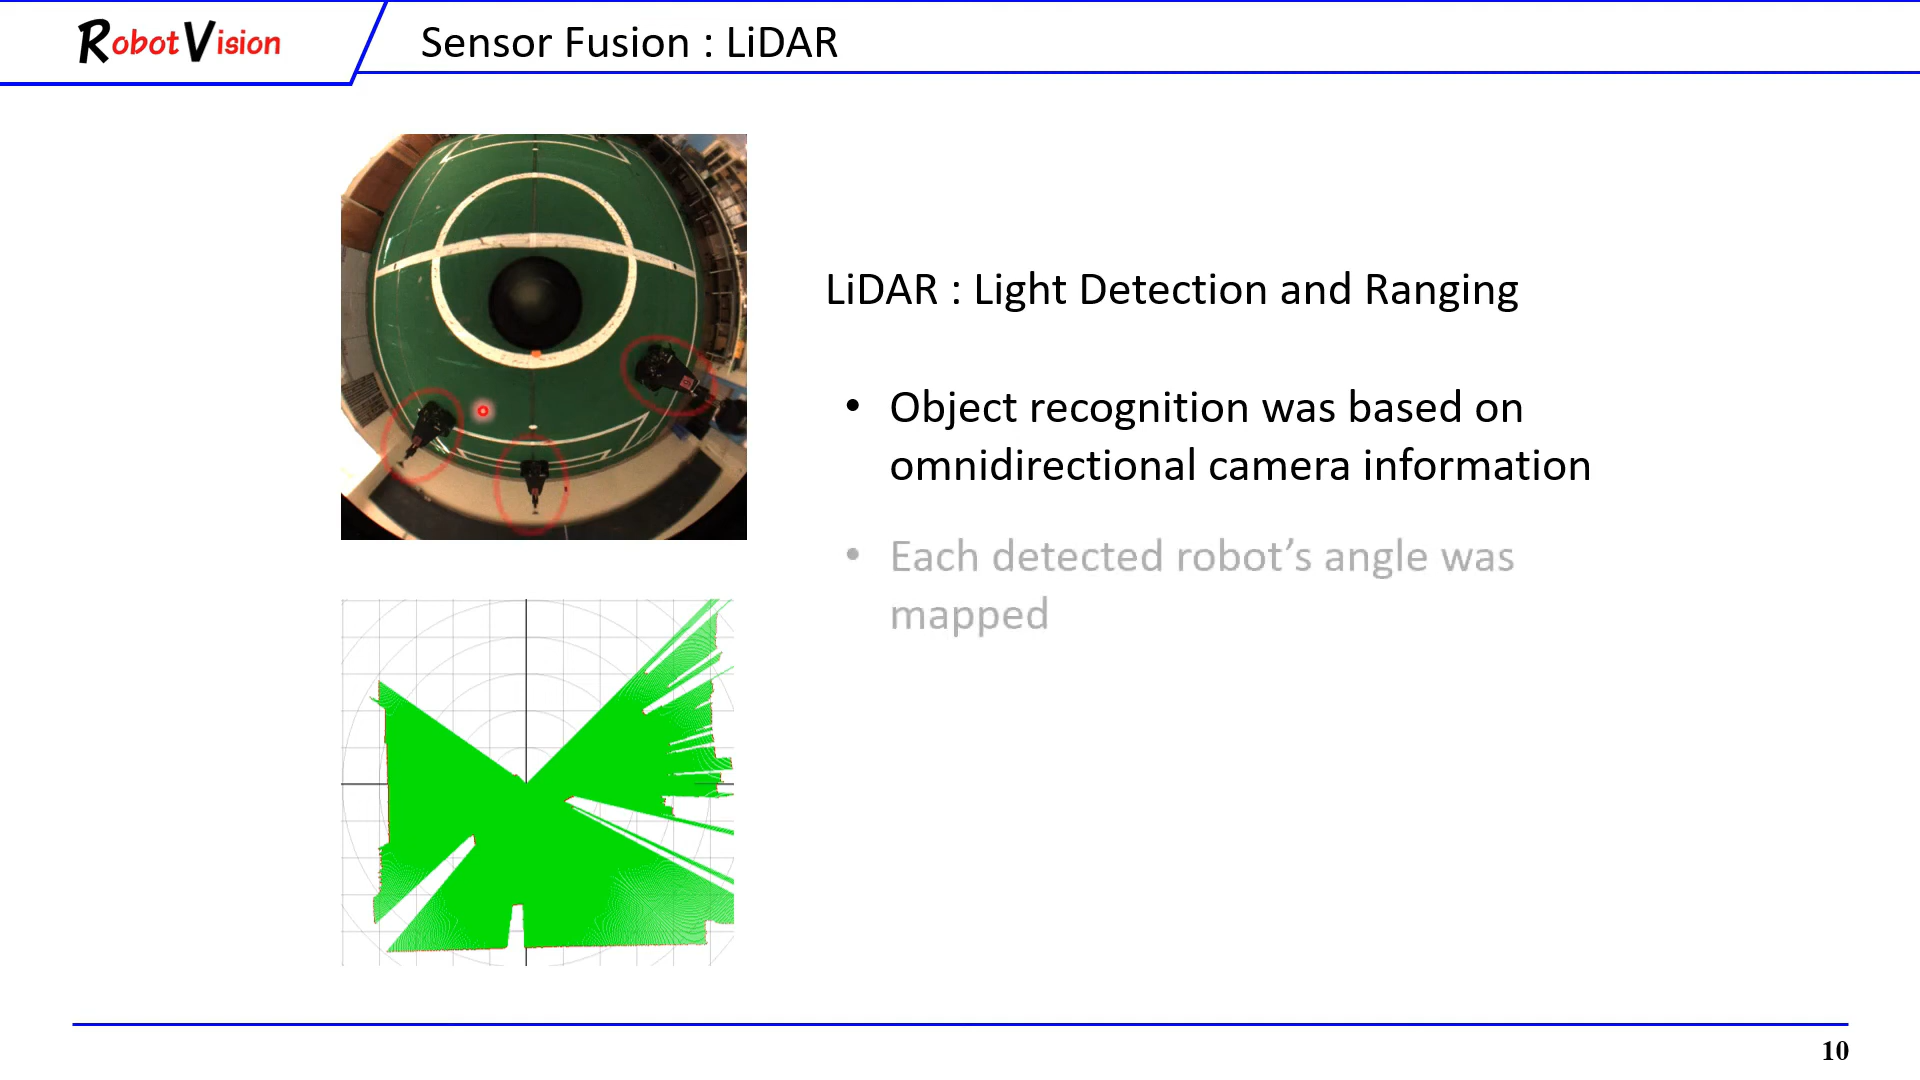 RobotVision
Sensor Fusion : LiDAR
LiDAR : Light Detection and Ranging
• Object recognition was based on
omnidirectional camera information
• Each detected robot’s angle was
mapped
10